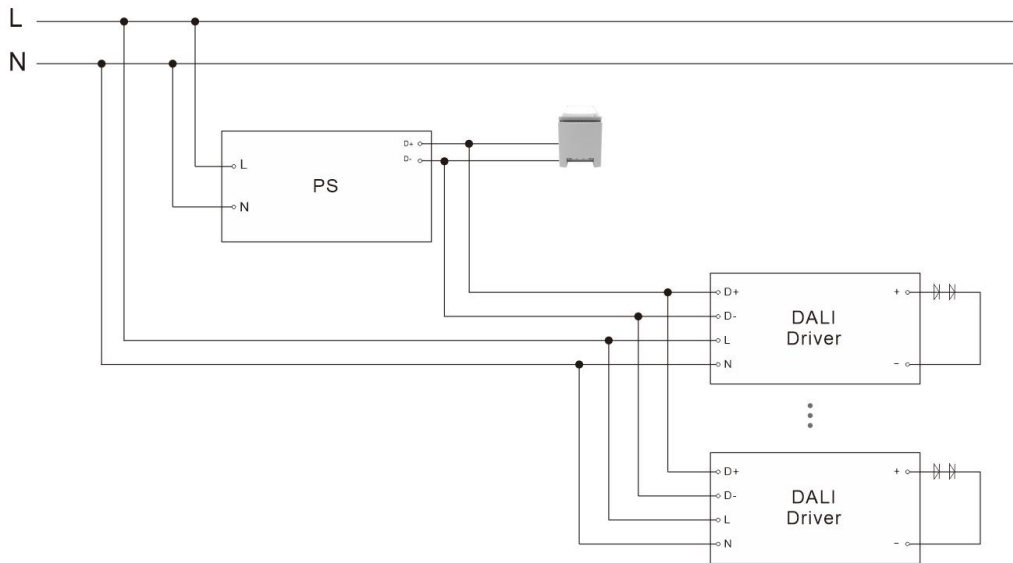 L
N
D+
D-
L
PS
N
D+
D-
L
N
DALI
Driver
+
-
D+
D-
L
N
DALI
Driver
+
-